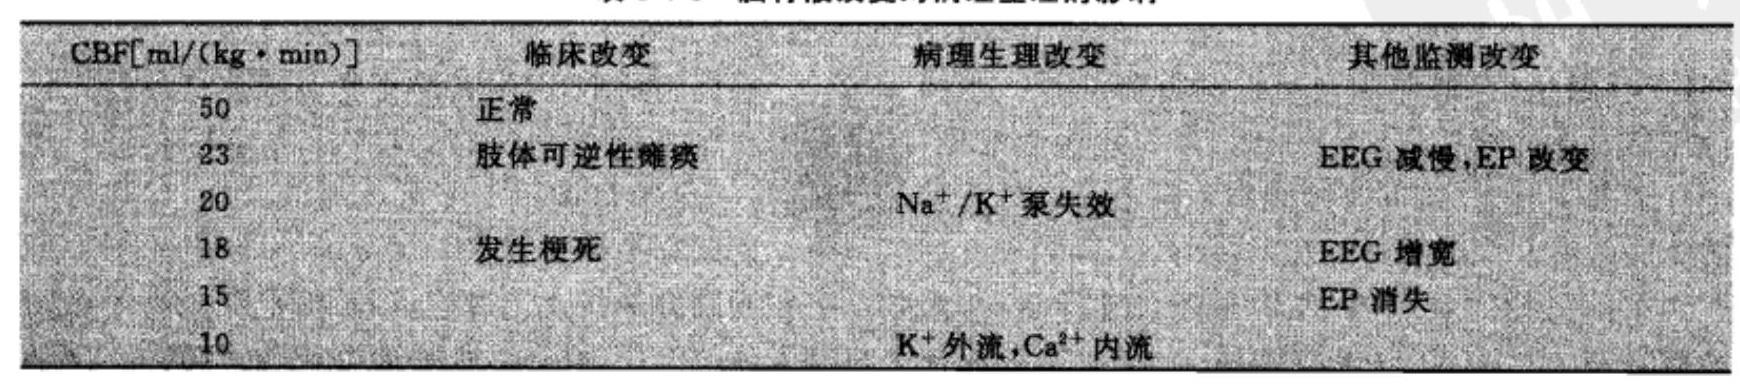 CBF[ml/(kg·min)] 临床改变 病理生理改变 其他监测改变
50 正常
23 肢体可逆性瘫痪 EEG 减慢,EP 改变
20 Na⁺/K⁺泵失效
18 发生梗死 EEG 增宽
15 EP 消失
10 K⁺外流,Ca²⁺内流